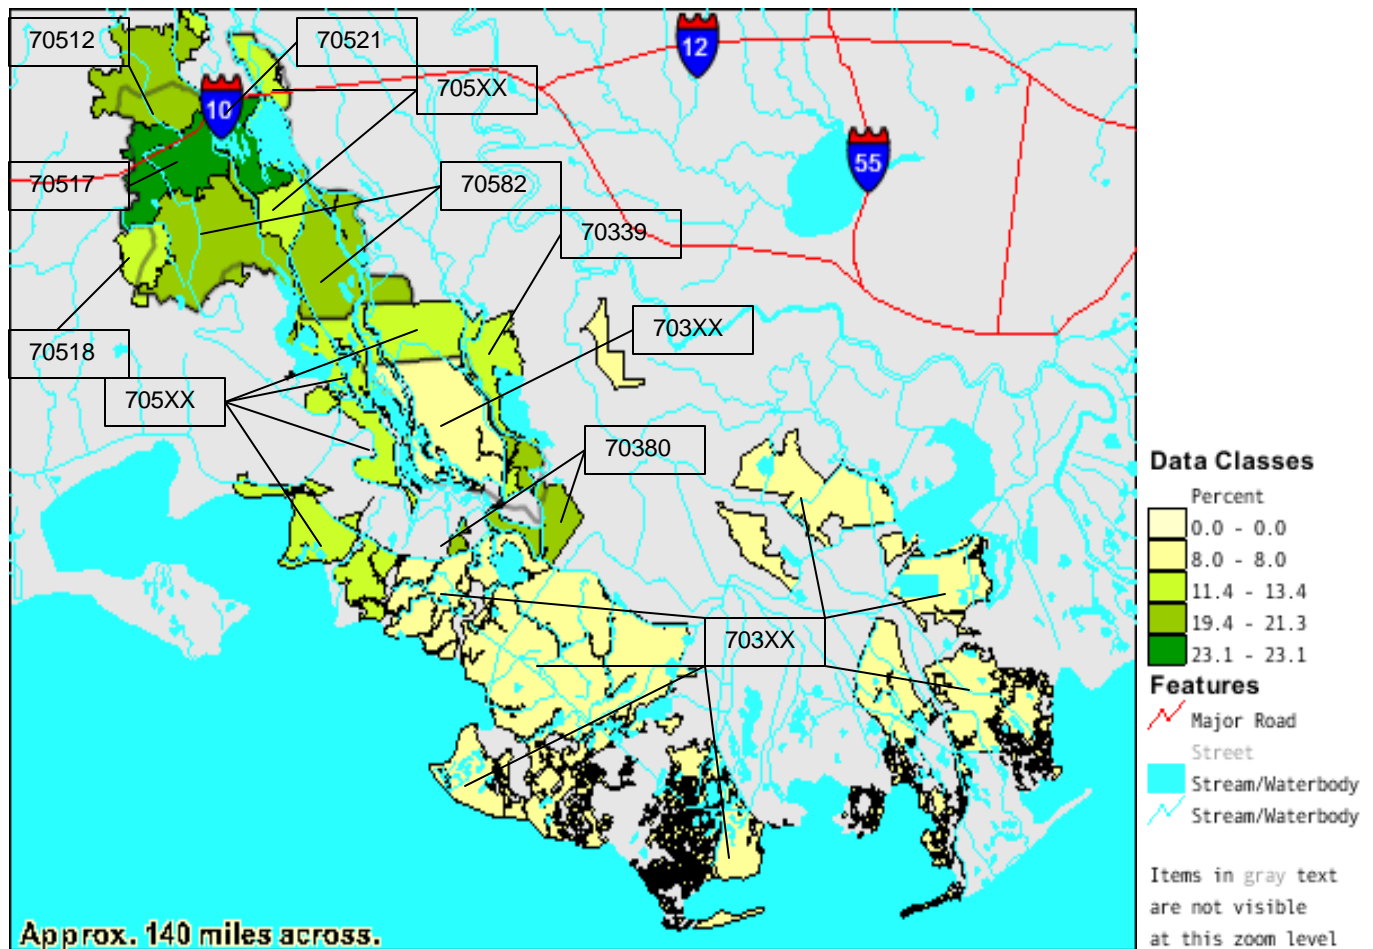 70512
70521
12
705XX
10
55
70517
70582
70339
703XX
70518
705XX
70380
703XX
Approx. 140 miles across.
Data Classes
Percent
0.0 - 0.0
8.0 - 8.0
11.4 - 13.4
19.4 - 21.3
23.1 - 23.1
Features
Major Road
Street
Stream/Waterbody
Stream/Waterbody
Items in gray text
are not visible
at this zoom level